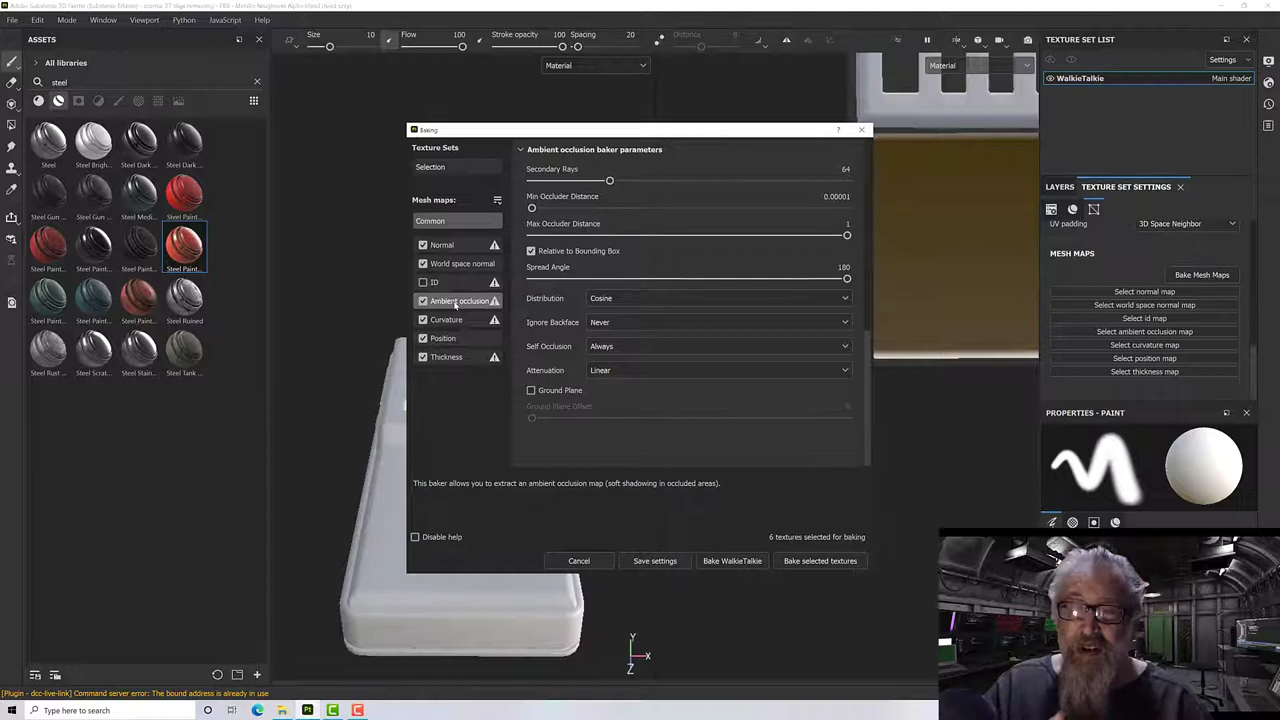 Adobe Substance 3D Painter
File Edit Mode Window Viewport Python JavaScript Help
ASSETS
All libraries
steel
Steel Steel Brigh... Steel Dark ... Steel Dark ...
Steel Gun ... Steel Gun ... Steel Medi... Steel Paint...
Steel Paint... Steel Paint... Steel Paint... Steel Paint...
Steel Paint... Steel Paint... Steel Paint... Steel Ruined
Steel Rust ... Steel Scrat... Steel Stain... Steel Tank ...
[Plugin - dcc-live-link] Command server error: The bound address is already in use
Size 10 Flow 100 Stroke opacity 100 Spacing 20 Distance 8
Material
Material
Baking
?
Texture Sets
Selection
Mesh maps:
Common
Normal
World space normal
ID
Ambient occlusion
Curvature
Position
Thickness
Ambient occlusion baker parameters
Secondary Rays 64
Min Occluder Distance 0.00001
Max Occluder Distance 1
Relative to Bounding Box
Spread Angle 180
Distribution Cosine
Ignore Backface Never
Self Occlusion Always
Attenuation Linear
Ground Plane
Ground Plane Offset
This baker allows you to extract an ambient occlusion map (soft shadowing in occluded areas).
Disable help
6 textures selected for baking
Cancel Save settings Bake WalkieTalkie Bake selected textures
Y
X
Z
TEXTURE SET LIST
Settings
WalkieTalkie Main shader
LAYERS TEXTURE SET SETTINGS
UV padding 3D Space Neighbor
MESH MAPS
Bake Mesh Maps
Select normal map
Select world space normal map
Select id map
Select ambient occlusion map
Select curvature map
Select position map
Select thickness map
PROPERTIES - PAINT
Type here to search